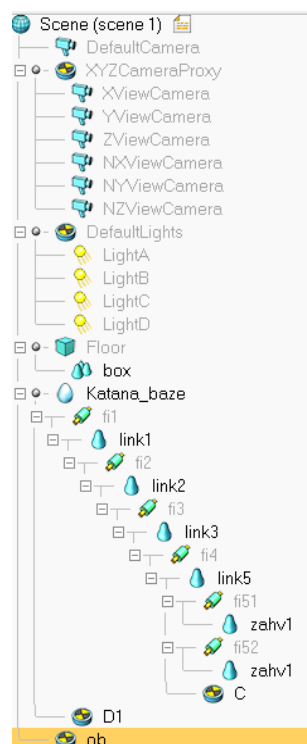 Scene (scene 1)
DefaultCamera
XYZCameraProxy
XViewCamera
YViewCamera
ZViewCamera
NXViewCamera
NYViewCamera
NZViewCamera
DefaultLights
LightA
LightB
LightC
LightD
Floor
box
Katana_baze
fi1
link1
fi2
link2
fi3
link3
fi4
link5
fi51
zahv1
fi52
zahv1
C
D1
ob